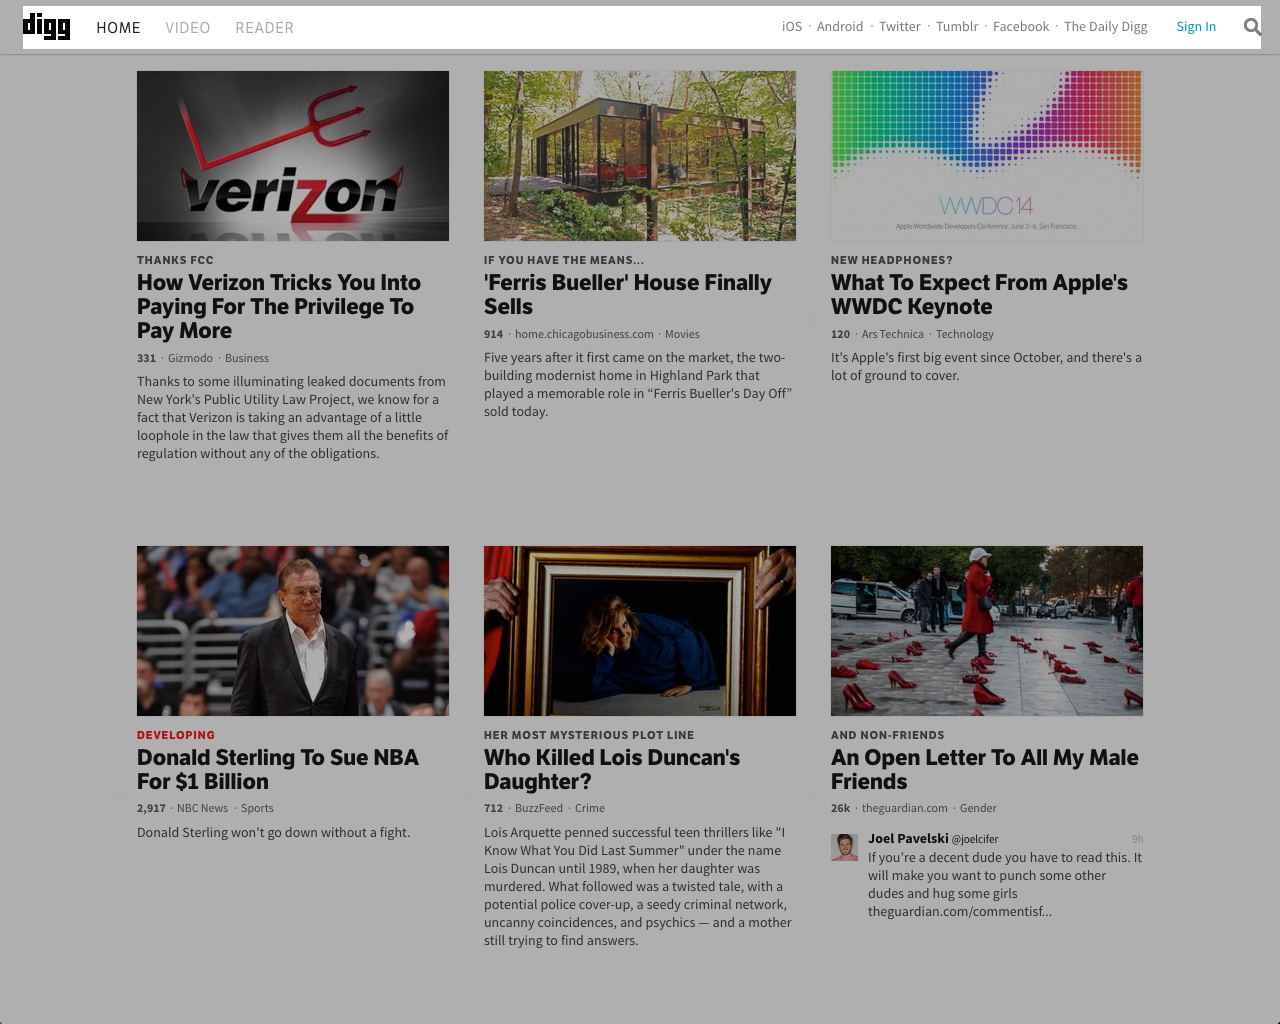 digg HOME VIDEO READER iOS · Android · Twitter · Tumblr · Facebook · The Daily Digg Sign In
verizon
WWDC14
Apple Worldwide Developers Conference. June 2–6, San Francisco.
THANKS FCC
How Verizon Tricks You Into
Paying For The Privilege To
Pay More
331 · Gizmodo · Business
Thanks to some illuminating leaked documents from
New York's Public Utility Law Project, we know for a
fact that Verizon is taking an advantage of a little
loophole in the law that gives them all the benefits of
regulation without any of the obligations.
IF YOU HAVE THE MEANS...
'Ferris Bueller' House Finally
Sells
914 · home.chicagobusiness.com · Movies
Five years after it first came on the market, the two-
building modernist home in Highland Park that
played a memorable role in “Ferris Bueller's Day Off”
sold today.
NEW HEADPHONES?
What To Expect From Apple's
WWDC Keynote
120 · Ars Technica · Technology
It's Apple's first big event since October, and there's a
lot of ground to cover.
DEVELOPING
Donald Sterling To Sue NBA
For $1 Billion
2,917 · NBC News · Sports
Donald Sterling won't go down without a fight.
HER MOST MYSTERIOUS PLOT LINE
Who Killed Lois Duncan's
Daughter?
712 · BuzzFeed · Crime
Lois Arquette penned successful teen thrillers like "I
Know What You Did Last Summer" under the name
Lois Duncan until 1989, when her daughter was
murdered. What followed was a twisted tale, with a
potential police cover-up, a seedy criminal network,
uncanny coincidences, and psychics — and a mother
still trying to find answers.
AND NON-FRIENDS
An Open Letter To All My Male
Friends
26k · theguardian.com · Gender
Joel Pavelski @joelcifer 9h
If you’re a decent dude you have to read this. It
will make you want to punch some other
dudes and hug some girls
theguardian.com/commentisf...